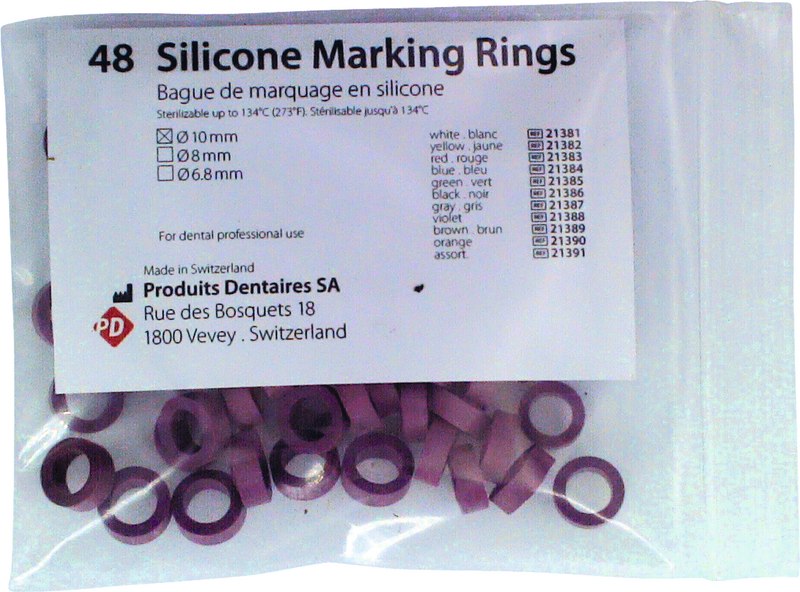 48 Silicone Marking Rings
Bague de marquage en silicone
Sterilizable up to 134°C (273°F). Stérilisable jusqu'à 134°C
☒ Ø 10 mm
☐ Ø 8 mm
☐ Ø 6.8 mm
white . blanc REF 21381
yellow . jaune REF 21382
red . rouge REF 21383
blue . bleu REF 21384
green . vert REF 21385
black . noir REF 21386
gray . gris REF 21387
violet REF 21388
brown . brun REF 21389
orange REF 21390
assort. REF 21391
For dental professional use
Made in Switzerland
Produits Dentaires SA
PD
Rue des Bosquets 18
1800 Vevey . Switzerland